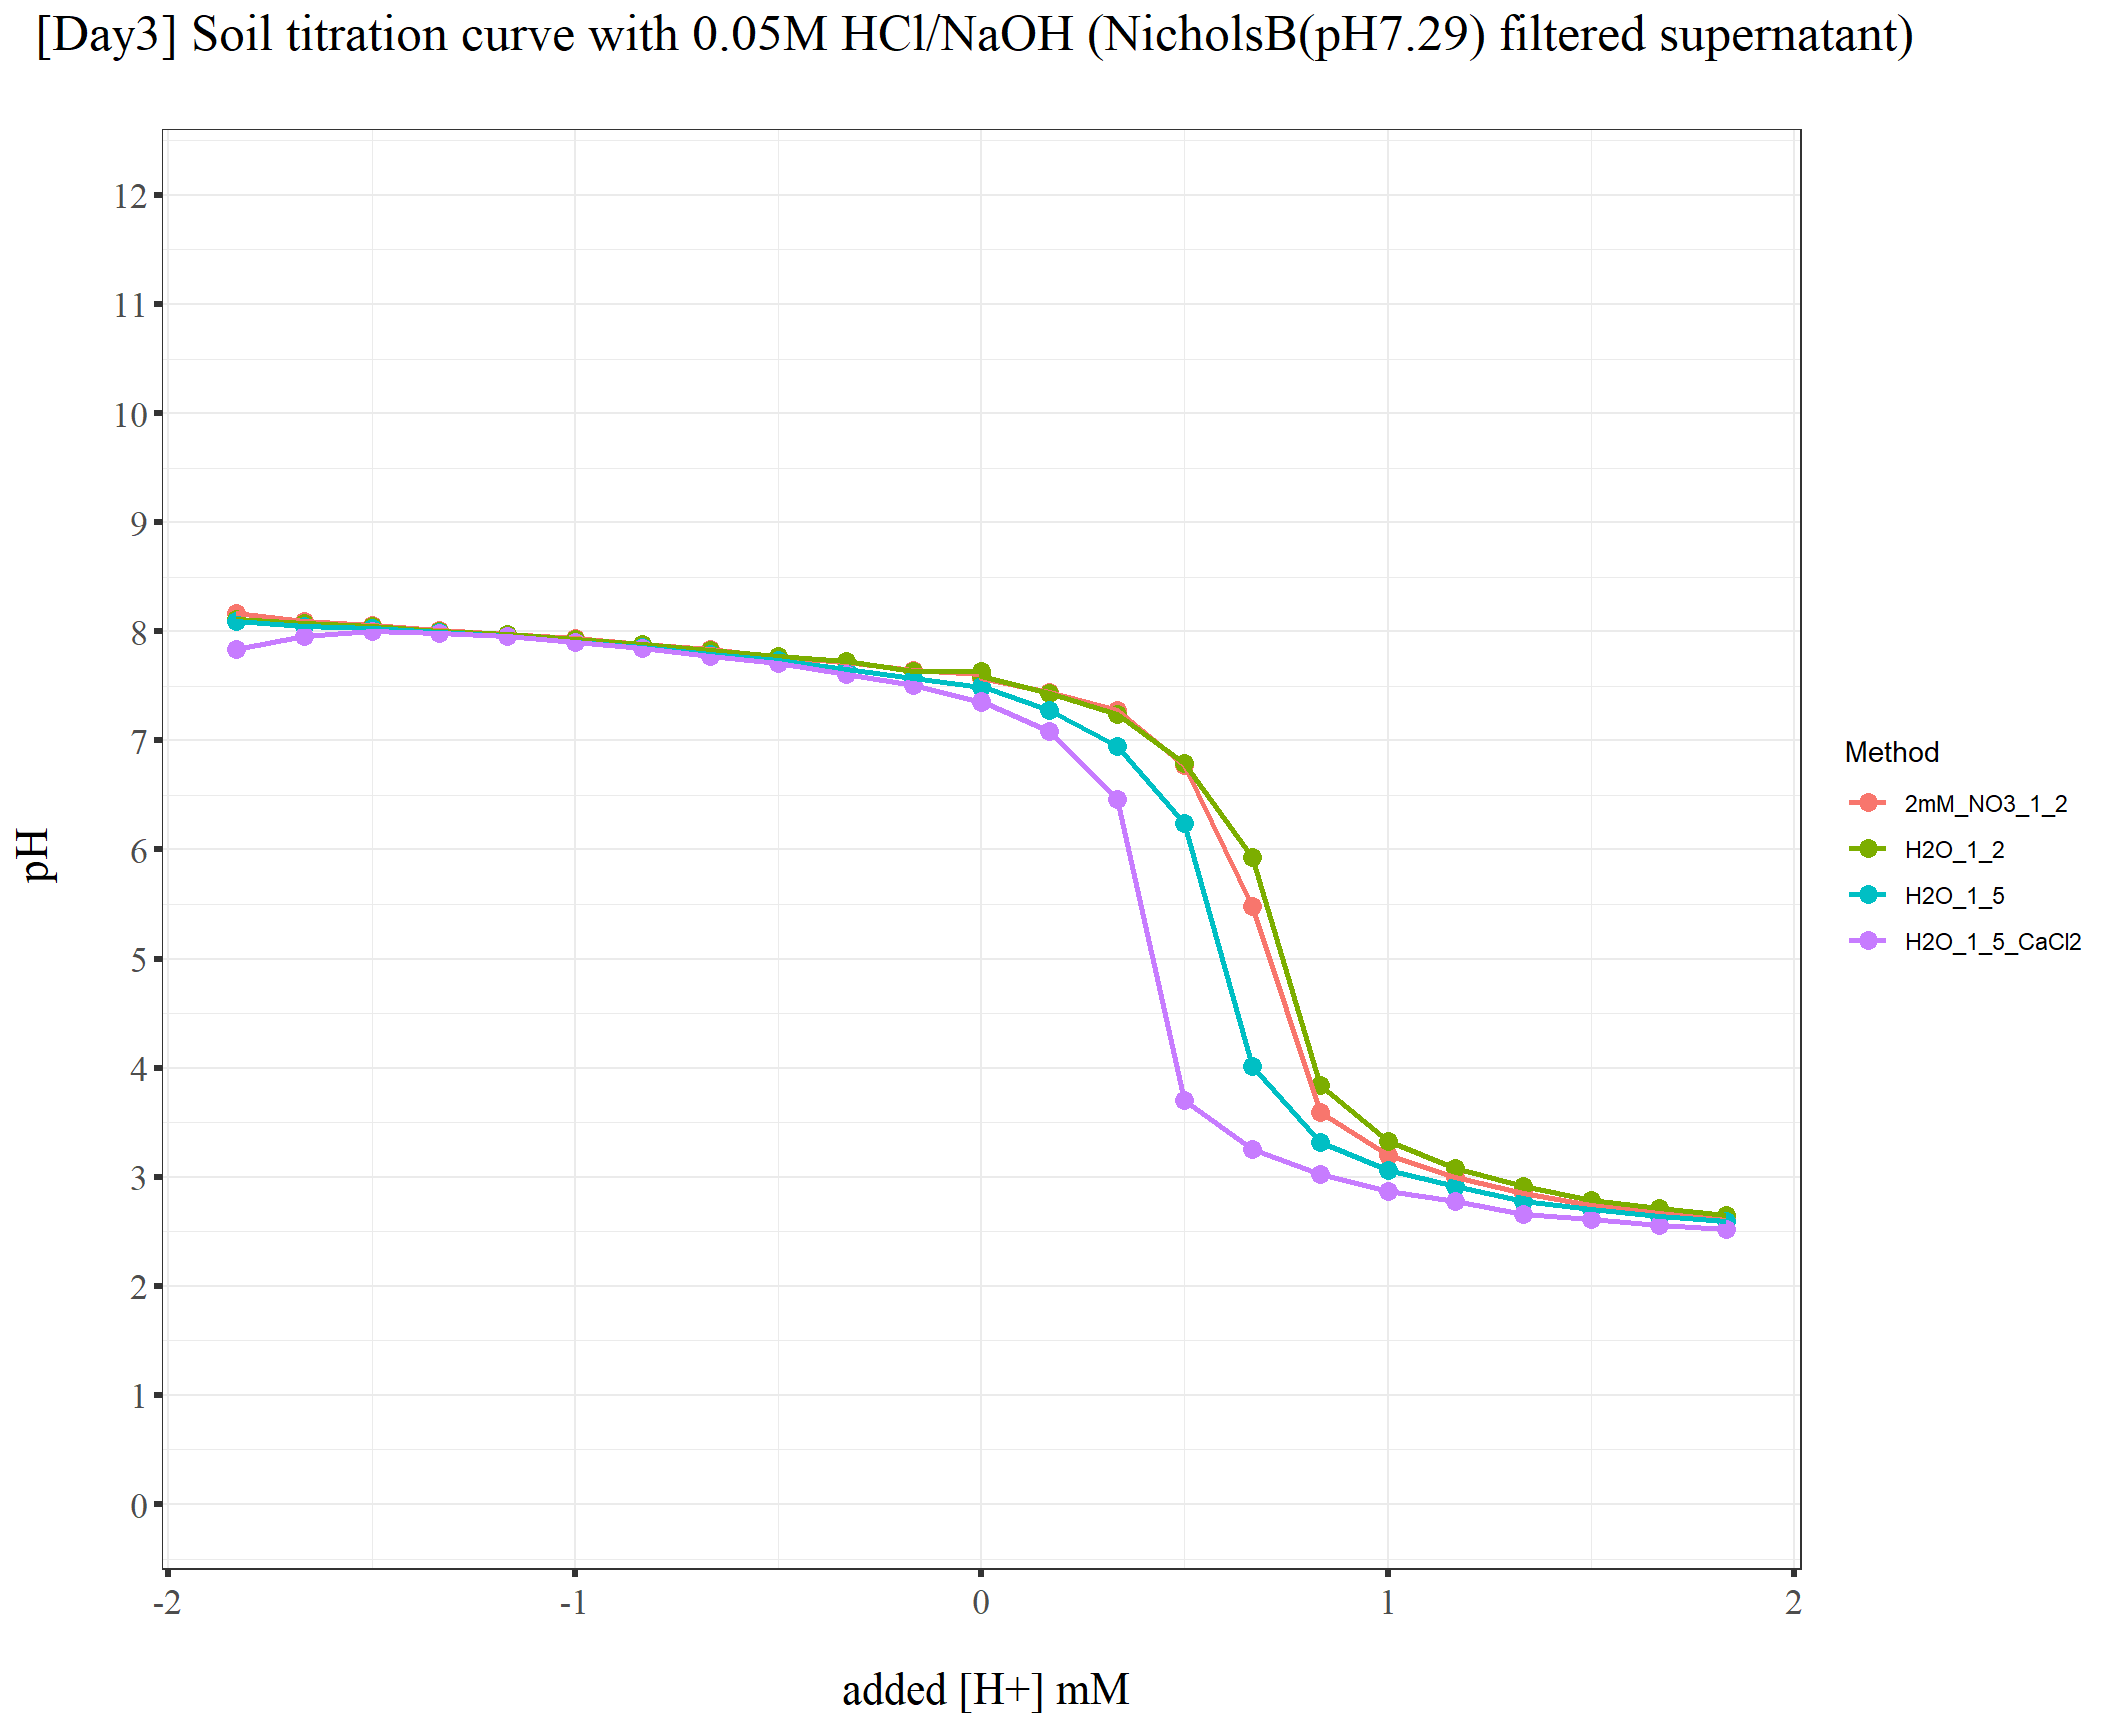 [Day3] Soil titration curve with 0.05M HCl/NaOH (NicholsB(pH7.29) filtered supernatant)
12
11
10
9
8
7
6
5
4
3
2
1
0
pH
-2
-1
0
1
2
added [H+] mM
Method
2mM_NO3_1_2
H2O_1_2
H2O_1_5
H2O_1_5_CaCl2